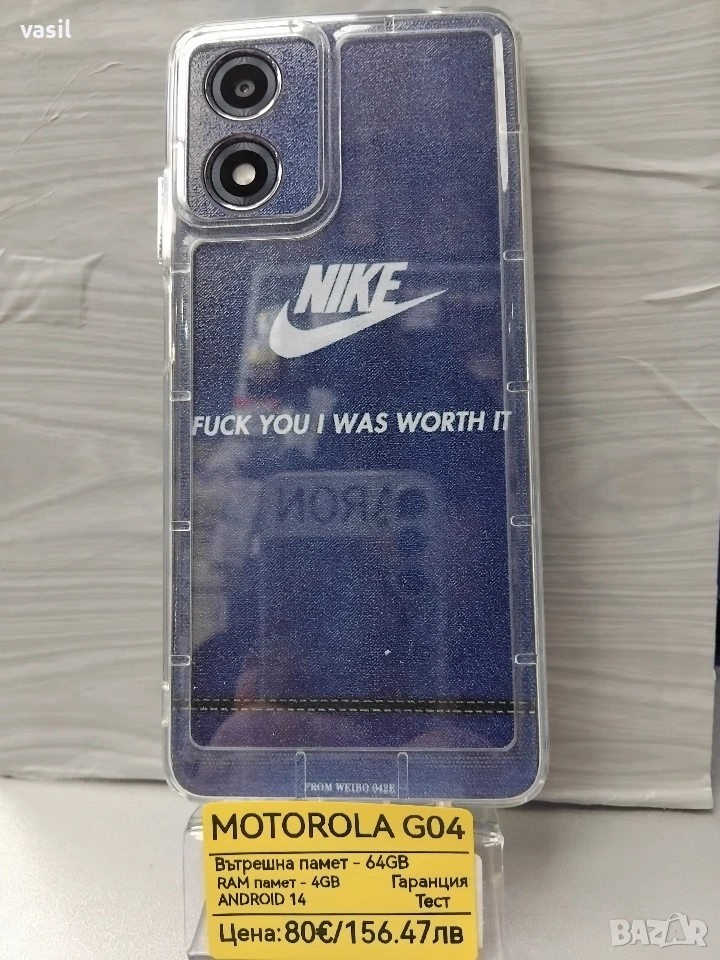 vasil
NIKE
FUCK YOU I WAS WORTH IT
FROM WEIBO 042E
MOTOROLA G04
Вътрешна памет - 64GB
RAM памет - 4GB Гаранция
ANDROID 14 Тест
Цена: 80€/156.47лв
BAZAR